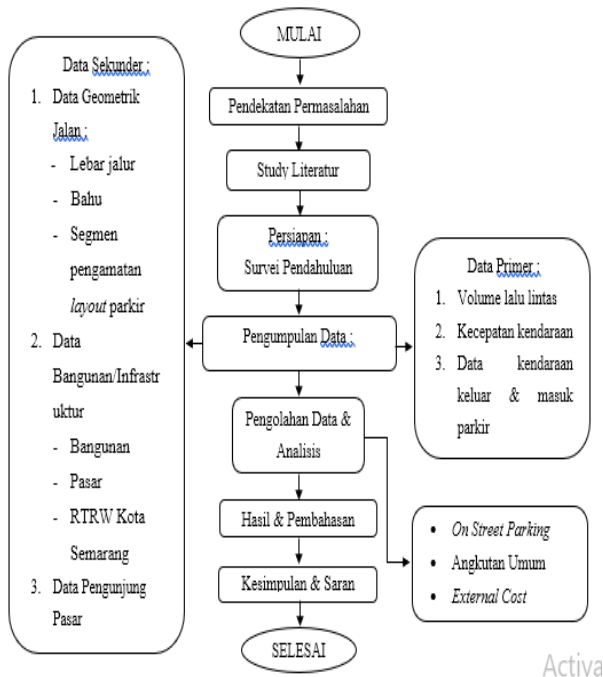 MULAI
Pendekatan Permasalahan
Study Literatur
Persiapan :
Survei Pendahuluan
Pengumpulan Data :
Data Sekunder :
1. Data Geometrik
Jalan :
- Lebar jalur
- Bahu
- Segmen
pengamatan
layout parkir
2. Data
Bangunan/Infrastr
uktur
- Bangunan
- Pasar
- RTRW Kota
Semarang
3. Data Pengunjung
Pasar
Data Primer :
1. Volume lalu lintas
2. Kecepatan kendaraan
3. Data kendaraan
keluar & masuk
parkir
Pengolahan Data &
Analisis
• On Street Parking
• Angkutan Umum
• External Cost
Hasil & Pembahasan
Kesimpulan & Saran
SELESAI
Activa